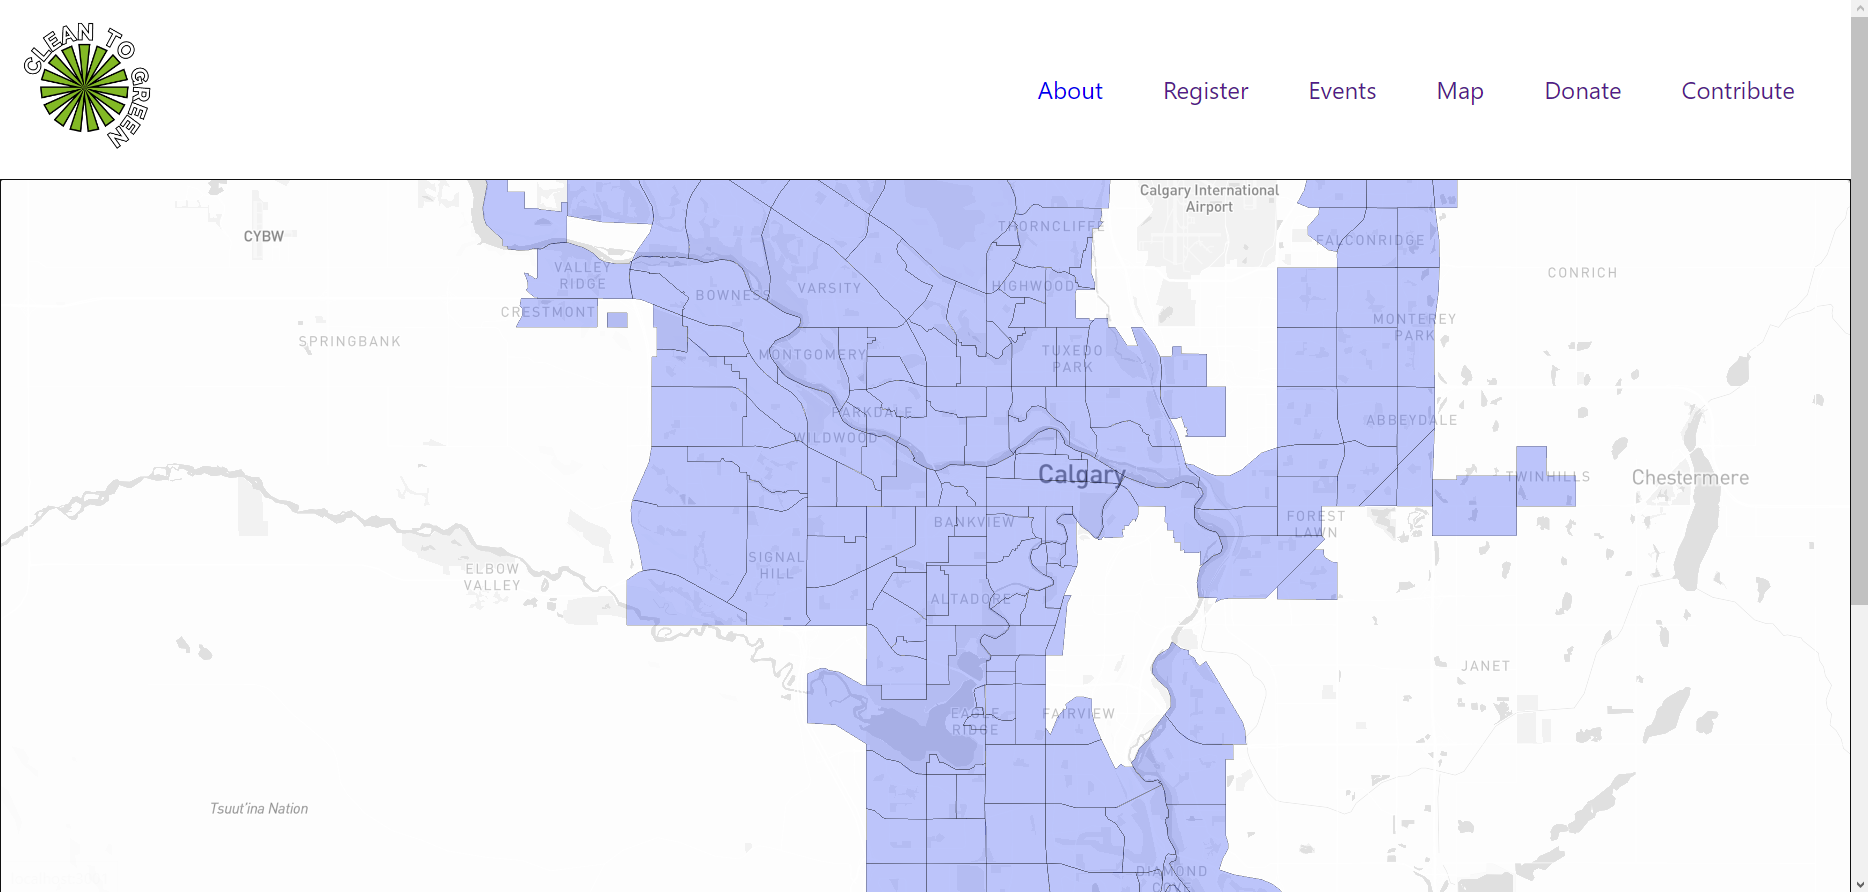 CLEAN TO GREEN
About
Register
Events
Map
Donate
Contribute
Calgary International
Airport
CYBW
THORNCLIFFE
FALCONRIDGE
VALLEY
RIDGE
CONRICH
BOWNESS
VARSITY
HIGHWOOD
CRESTMONT
MONTEREY
PARK
SPRINGBANK
MONTGOMERY
TUXEDO
PARK
PARKDALE
ABBEYDALE
WILDWOOD
Calgary
TWINHILLS
Chestermere
BANKVIEW
FOREST
LAWN
SIGNAL
HILL
ELBOW
VALLEY
ALTADORE
JANET
EAGLE
RIDGE
FAIRVIEW
Tsuut'ina Nation
DIAMOND
COVE